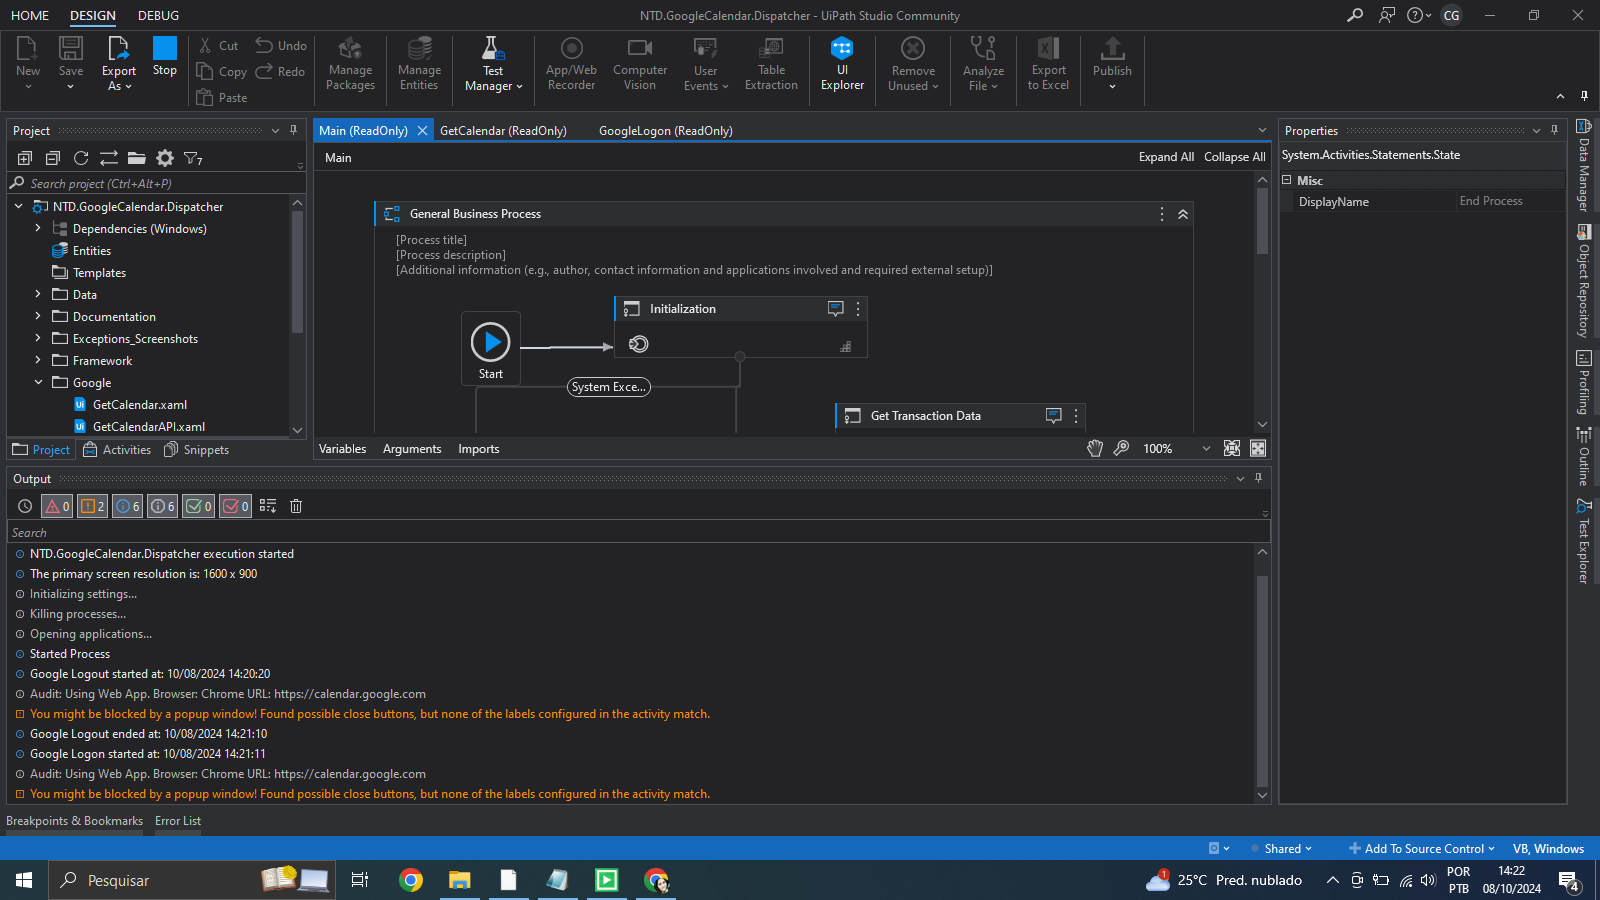 HOME DESIGN DEBUG
NTD.GoogleCalendar.Dispatcher - UiPath Studio Community
CG
New
Save
Export As
Stop
Cut
Copy
Paste
Undo
Redo
Manage Packages
Manage Entities
Test Manager
App/Web Recorder
Computer Vision
User Events
Table Extraction
UI Explorer
Remove Unused
Analyze File
Export to Excel
Publish
Project
7
Search project (Ctrl+Alt+P)
NTD.GoogleCalendar.Dispatcher
Dependencies (Windows)
Entities
Templates
Data
Documentation
Exceptions_Screenshots
Framework
Google
GetCalendar.xaml
GetCalendarAPI.xaml
Project Activities Snippets
Main (ReadOnly) GetCalendar (ReadOnly) GoogleLogon (ReadOnly)
Main
Expand All Collapse All
General Business Process
[Process title]
[Process description]
[Additional information (e.g., author, contact information and applications involved and required external setup)]
Initialization
Start
System Exce...
Get Transaction Data
Variables Arguments Imports
100%
Properties
System.Activities.Statements.State
Misc
DisplayName End Process
Data Manager
Object Repository
Profiling
Outline
Test Explorer
Output
0 2 6 6 0 0
Search
NTD.GoogleCalendar.Dispatcher execution started
The primary screen resolution is: 1600 x 900
Initializing settings...
Killing processes...
Opening applications...
Started Process
Google Logout started at: 10/08/2024 14:20:20
Audit: Using Web App. Browser: Chrome URL: https://calendar.google.com
You might be blocked by a popup window! Found possible close buttons, but none of the labels configured in the activity match.
Google Logout ended at: 10/08/2024 14:21:10
Google Logon started at: 10/08/2024 14:21:11
Audit: Using Web App. Browser: Chrome URL: https://calendar.google.com
You might be blocked by a popup window! Found possible close buttons, but none of the labels configured in the activity match.
Breakpoints & Bookmarks Error List
Shared Add To Source Control VB, Windows
Pesquisar
1
25°C Pred. nublado
POR
PTB
14:22
08/10/2024
4